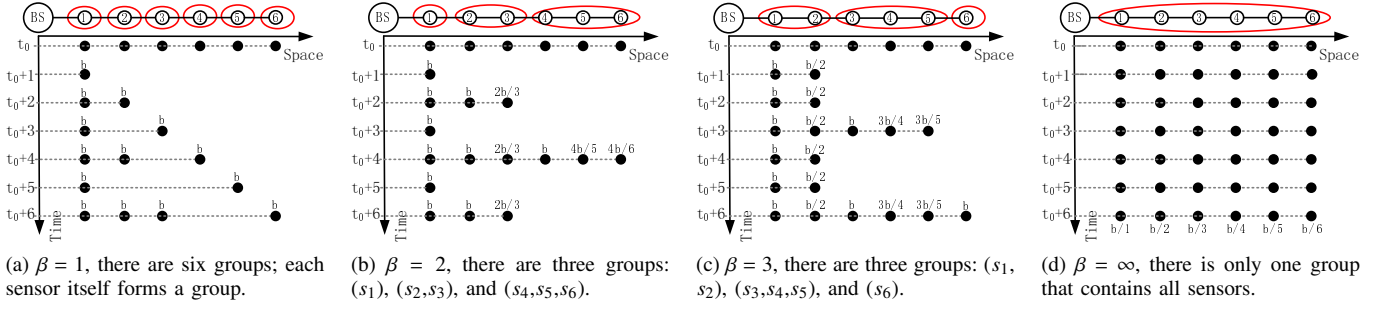 BS 1 2 3 4 5 6
t₀
Space
b
t₀+1
b b
t₀+2
b b
t₀+3
b b b
t₀+4
b b
t₀+5
b b b b
t₀+6
Time
(a) β = 1, there are six groups; each
sensor itself forms a group.
BS 1 2 3 4 5 6
t₀
Space
b
t₀+1
b b 2b/3
t₀+2
b
t₀+3
b b 2b/3 b 4b/5 4b/6
t₀+4
b
t₀+5
b b 2b/3
t₀+6
Time
(b) β = 2, there are three groups:
(s₁), (s₂,s₃), and (s₄,s₅,s₆).
BS 1 2 3 4 5 6
t₀
Space
b b/2
t₀+1
b b/2
t₀+2
b b/2 b 3b/4 3b/5
t₀+3
b b/2
t₀+4
b b/2
t₀+5
b b/2 b 3b/4 3b/5 b
t₀+6
Time
(c) β = 3, there are three groups: (s₁,
s₂), (s₃,s₄,s₅), and (s₆).
BS 1 2 3 4 5 6
t₀
Space
t₀+1
t₀+2
t₀+3
t₀+4
t₀+5
t₀+6
b/1 b/2 b/3 b/4 b/5 b/6
Time
(d) β = ∞, there is only one group
that contains all sensors.